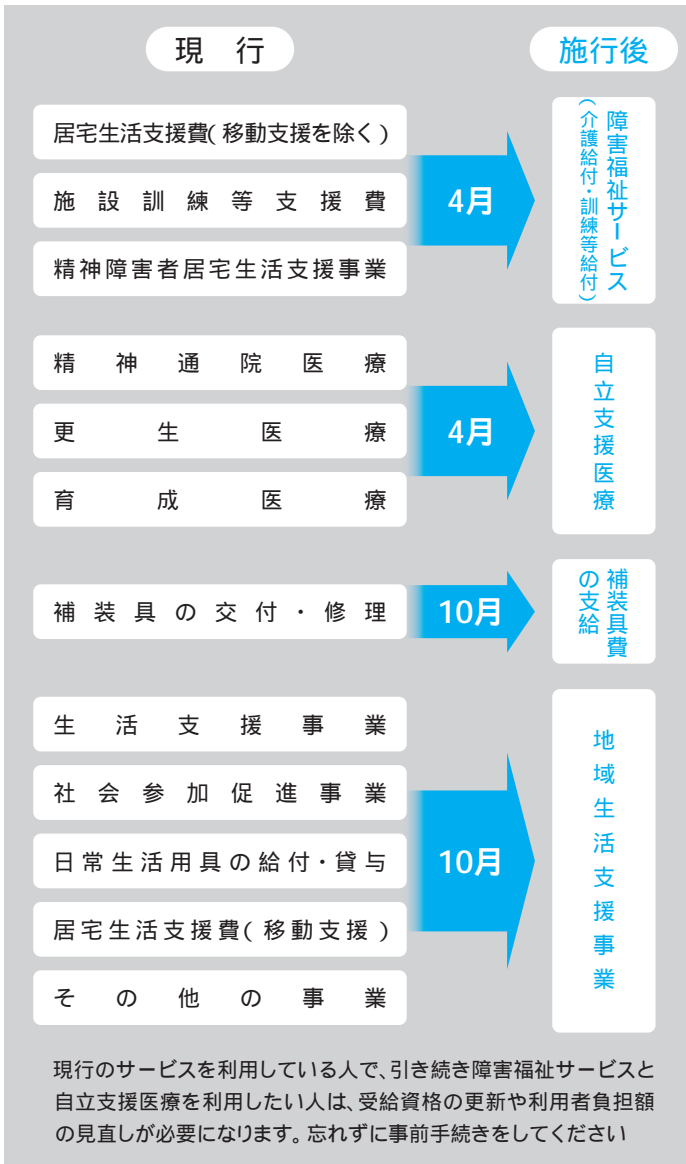 現行
施行後
居宅生活支援費(移動支援を除く)
施設訓練等支援費
精神障害者居宅生活支援事業
4月
障害福祉サービス
(介護給付・訓練等給付)
精神通院医療
更生医療
育成医療
4月
自立支援医療
補装具の交付・修理
10月
補装具費
の支給
生活支援事業
社会参加促進事業
日常生活用具の給付・貸与
居宅生活支援費(移動支援)
その他の事業
10月
地域生活支援事業
現行のサービスを利用している人で、引き続き障害福祉サービスと
自立支援医療を利用したい人は、受給資格の更新や利用者負担額
の見直しが必要になります。忘れずに事前手続きをしてください